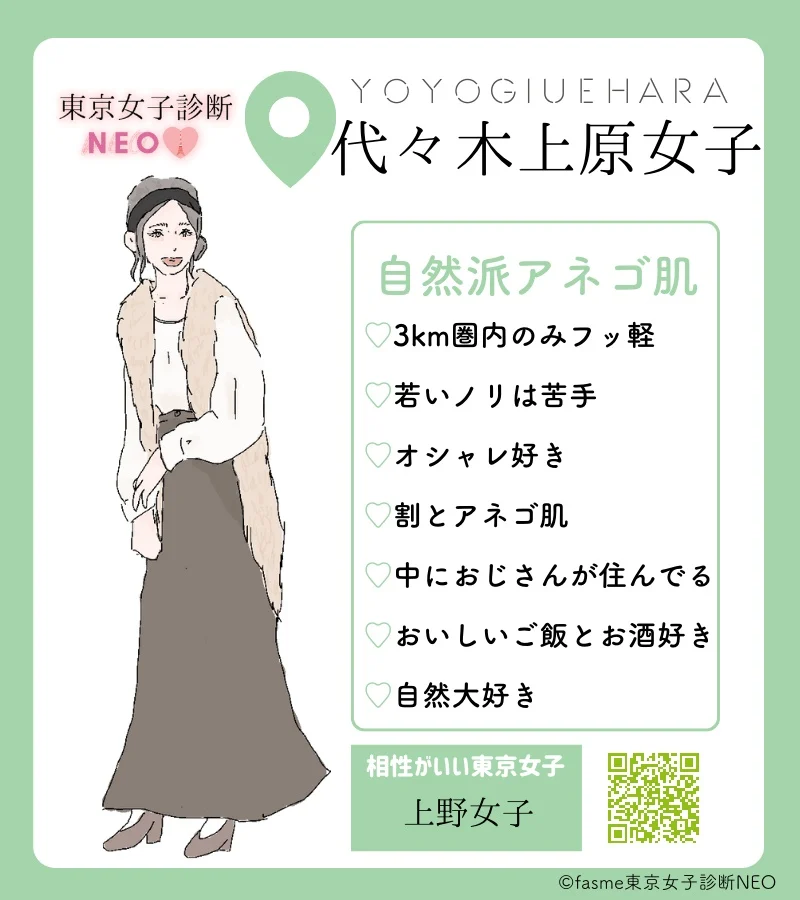 東京女子診断
NEO
YOYOGIUEHARA
代々木上原女子
自然派アネゴ肌
♡3km圏内のみフッ軽
♡若いノリは苦手
♡オシャレ好き
♡割とアネゴ肌
♡中におじさんが住んでる
♡おいしいご飯とお酒好き
♡自然大好き
相性がいい東京女子
上野女子
©fasme東京女子診断NEO